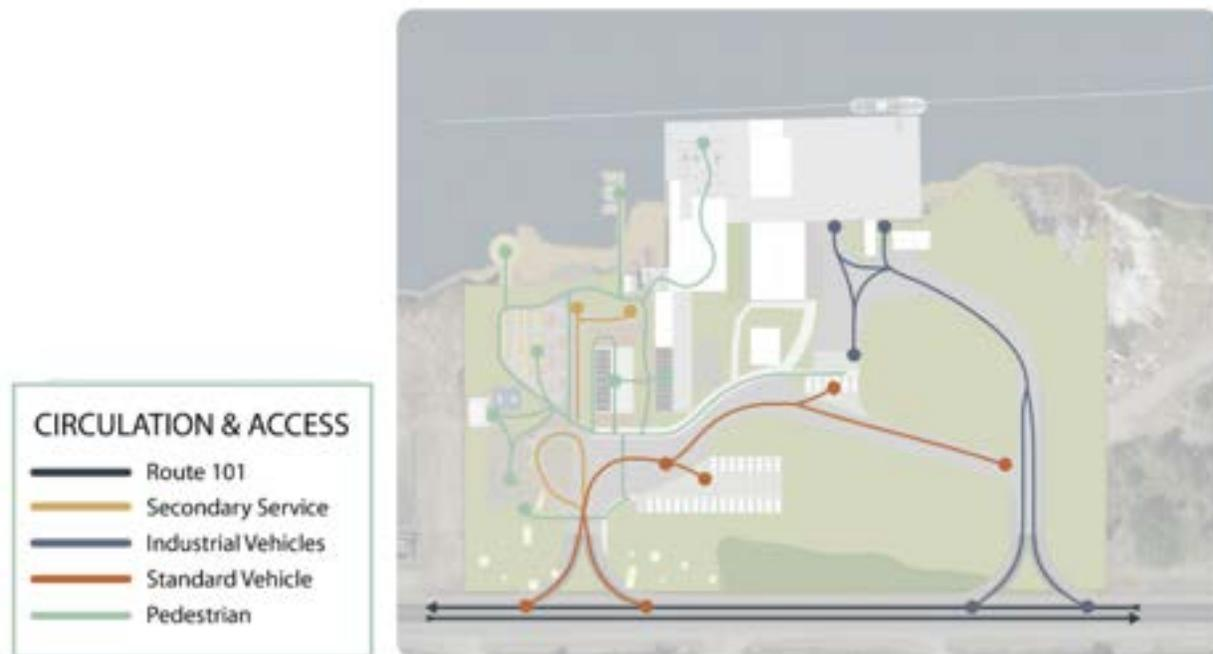 CIRCULATION & ACCESS
Route 101
Secondary Service
Industrial Vehicles
Standard Vehicle
Pedestrian